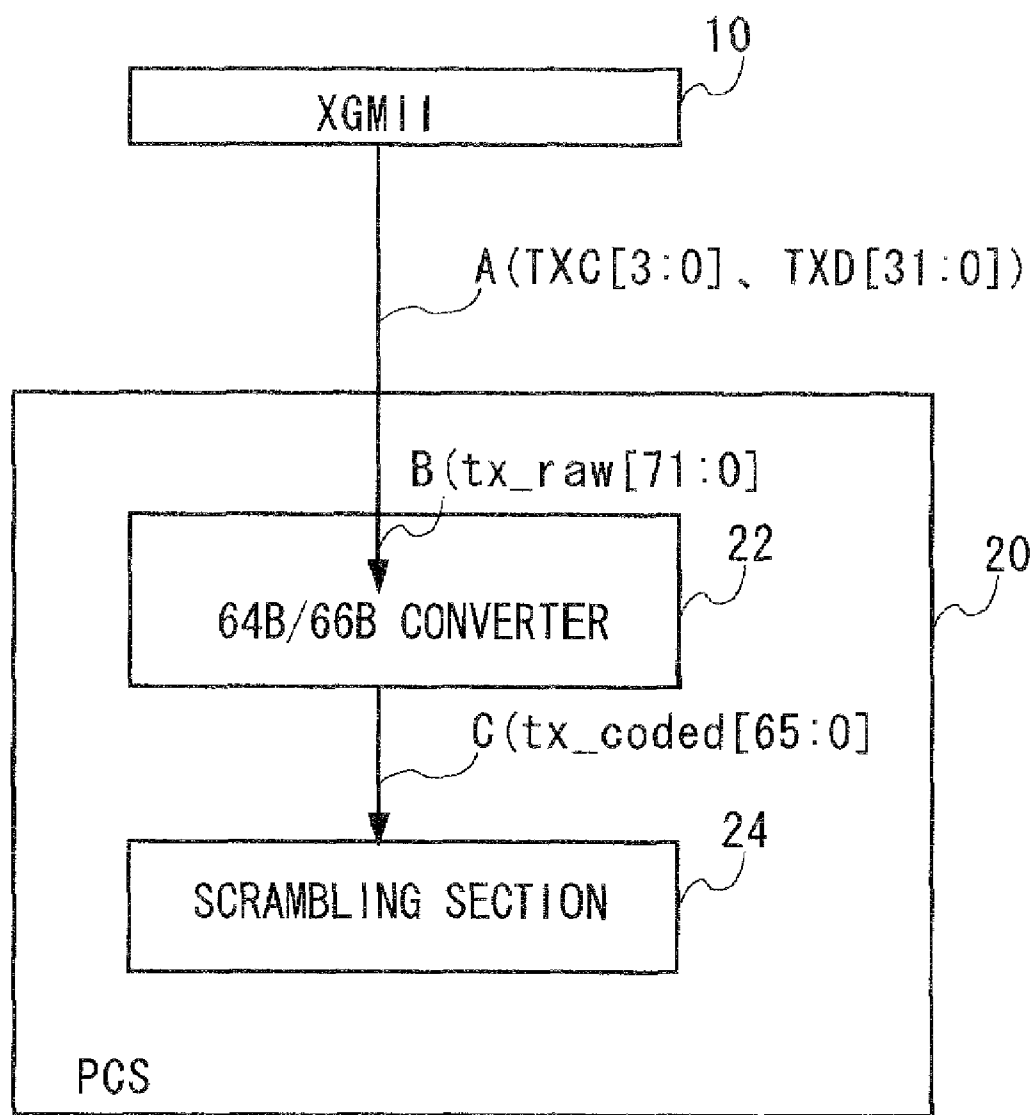 10
XGMII
A(TXC[3:0]、TXD[31:0])
B(tx_raw[71:0]
22
20
64B/66B CONVERTER
C(tx_coded[65:0]
24
SCRAMBLING SECTION
PCS